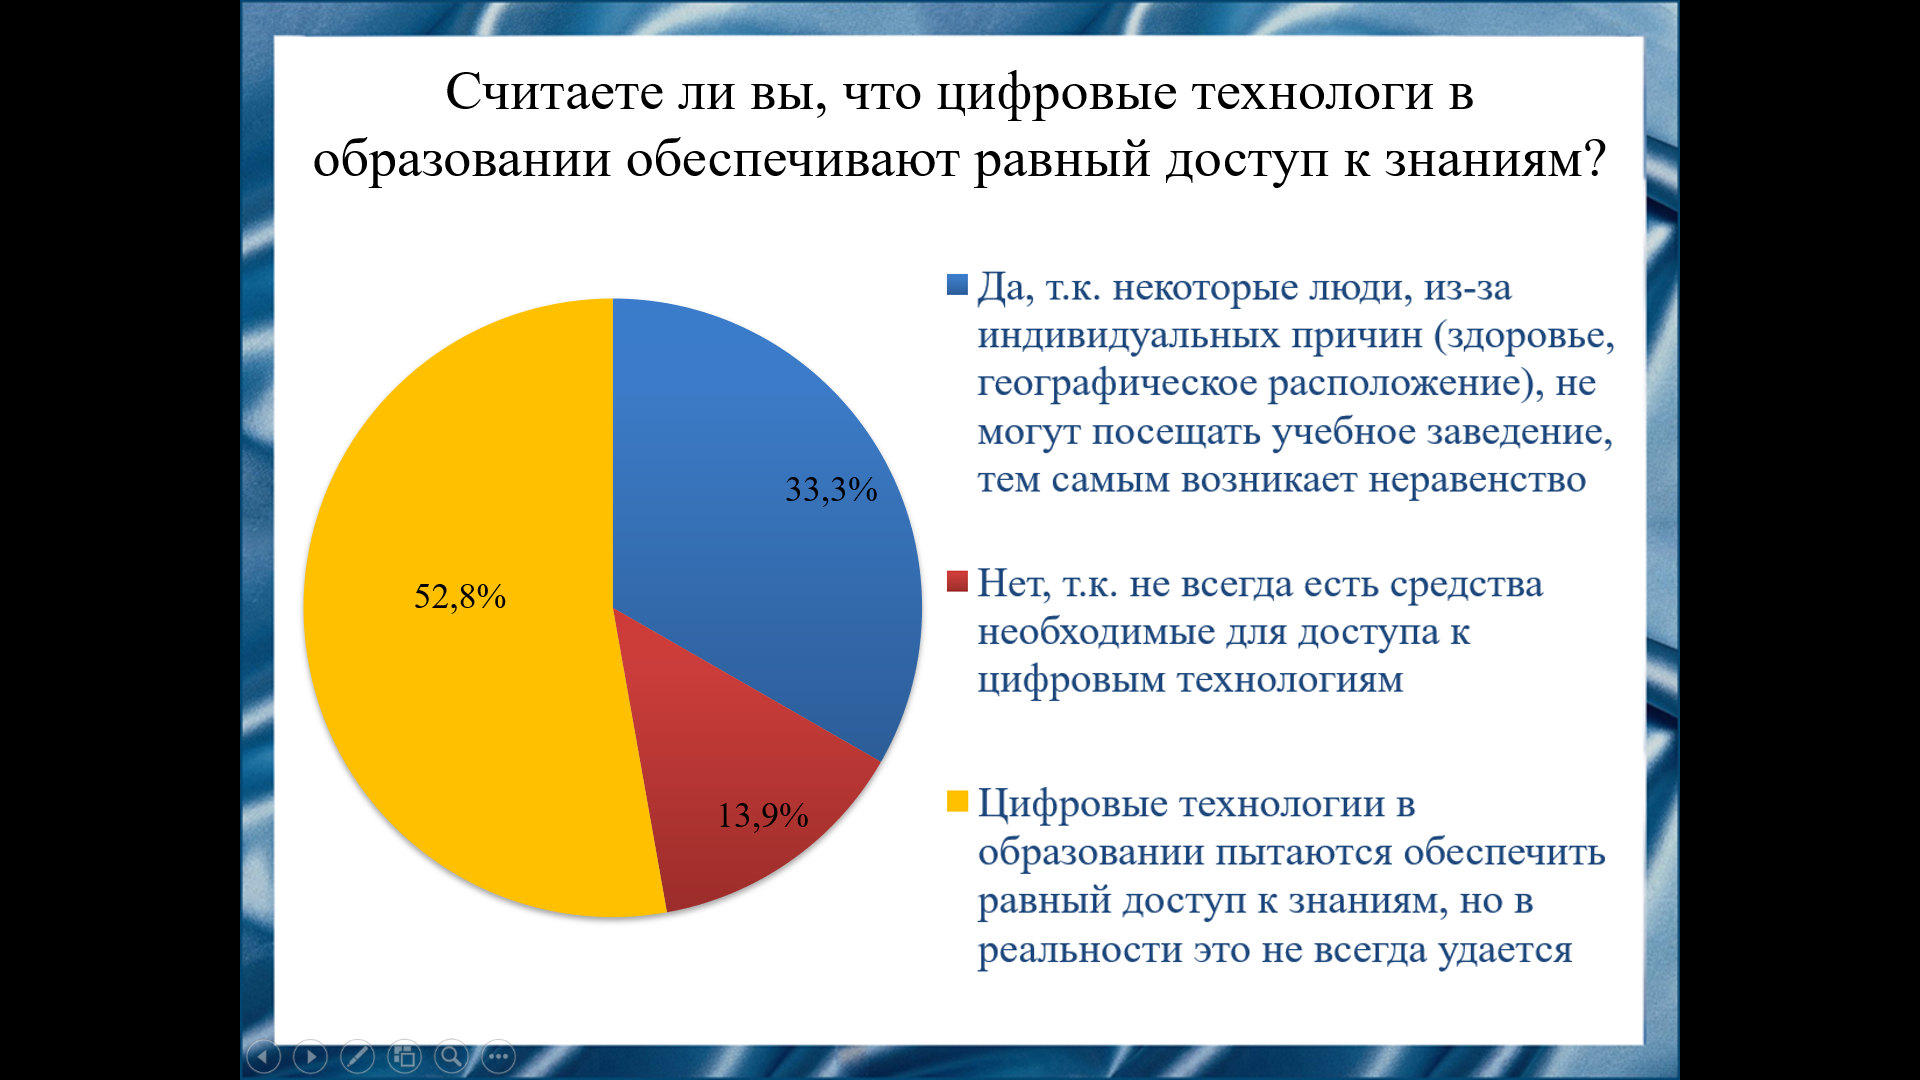 Считаете ли вы, что цифровые технологи в
образовании обеспечивают равный доступ к знаниям?
33,3%
52,8%
13,9%
Да, т.к. некоторые люди, из-за
индивидуальных причин (здоровье,
географическое расположение), не
могут посещать учебное заведение,
тем самым возникает неравенство
Нет, т.к. не всегда есть средства
необходимые для доступа к
цифровым технологиям
Цифровые технологии в
образовании пытаются обеспечить
равный доступ к знаниям, но в
реальности это не всегда удается